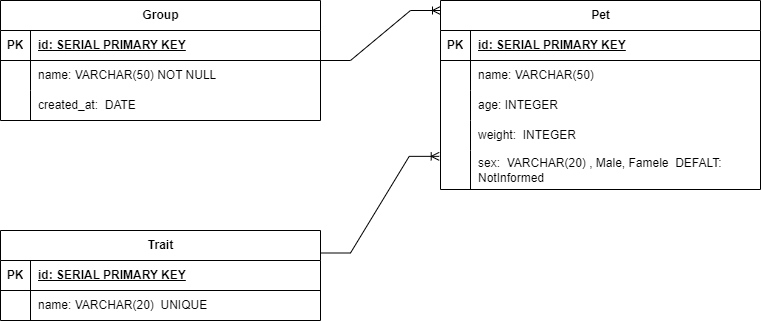 Group
PK id: SERIAL PRIMARY KEY
name: VARCHAR(50) NOT NULL
created_at: DATE
Pet
PK id: SERIAL PRIMARY KEY
name: VARCHAR(50)
age: INTEGER
weight: INTEGER
sex: VARCHAR(20) , Male, Famele DEFALT:
NotInformed
Trait
PK id: SERIAL PRIMARY KEY
name: VARCHAR(20) UNIQUE